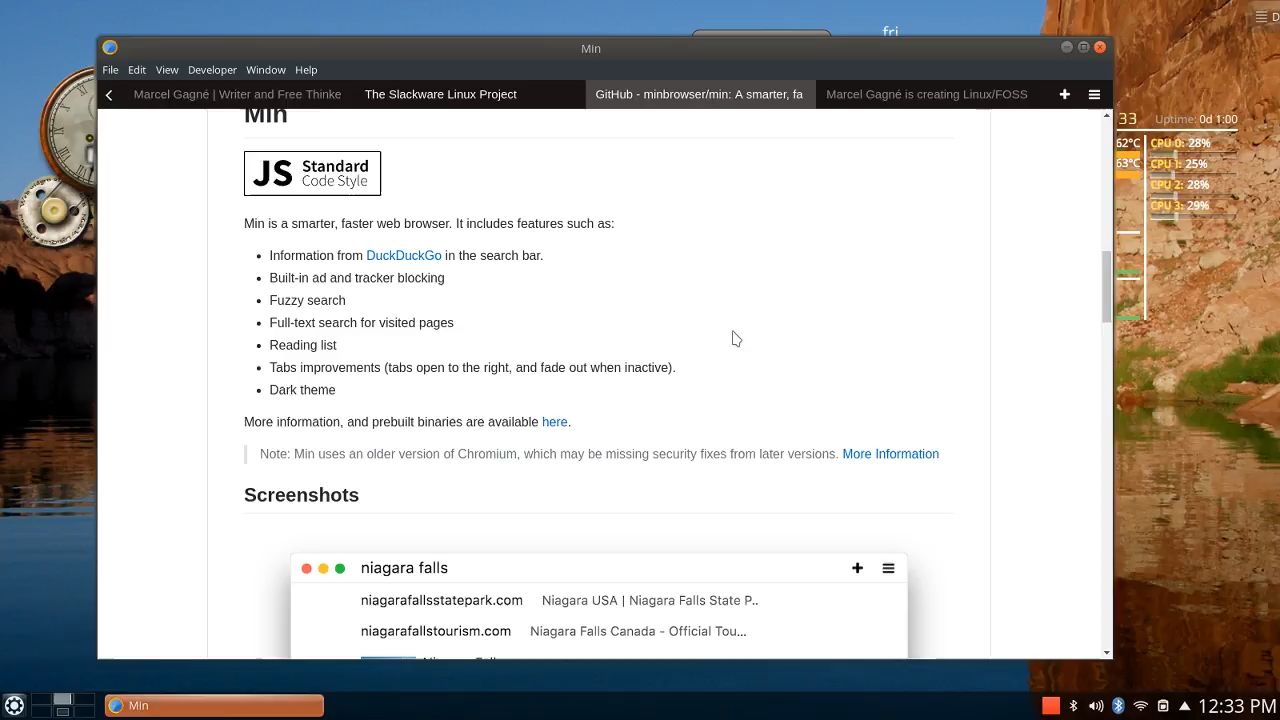 fri
D
Min
File Edit View Developer Window Help
Marcel Gagné | Writer and Free Thinke
The Slackware Linux Project
GitHub - minbrowser/min: A smarter, fa
Marcel Gagné is creating Linux/FOSS
33 Uptime: 0d 1:00
62°C CPU 0: 28%
63°C CPU 1: 25%
CPU 2: 28%
CPU 3: 29%
Min
JS Standard
Code Style
Min is a smarter, faster web browser. It includes features such as:
• Information from DuckDuckGo in the search bar.
• Built-in ad and tracker blocking
• Fuzzy search
• Full-text search for visited pages
• Reading list
• Tabs improvements (tabs open to the right, and fade out when inactive).
• Dark theme
More information, and prebuilt binaries are available here.
Note: Min uses an older version of Chromium, which may be missing security fixes from later versions. More Information
Screenshots
niagara falls
niagarafallsstatepark.com Niagara USA | Niagara Falls State P..
niagarafallstourism.com Niagara Falls Canada - Official Tou...
Min
12:33 PM